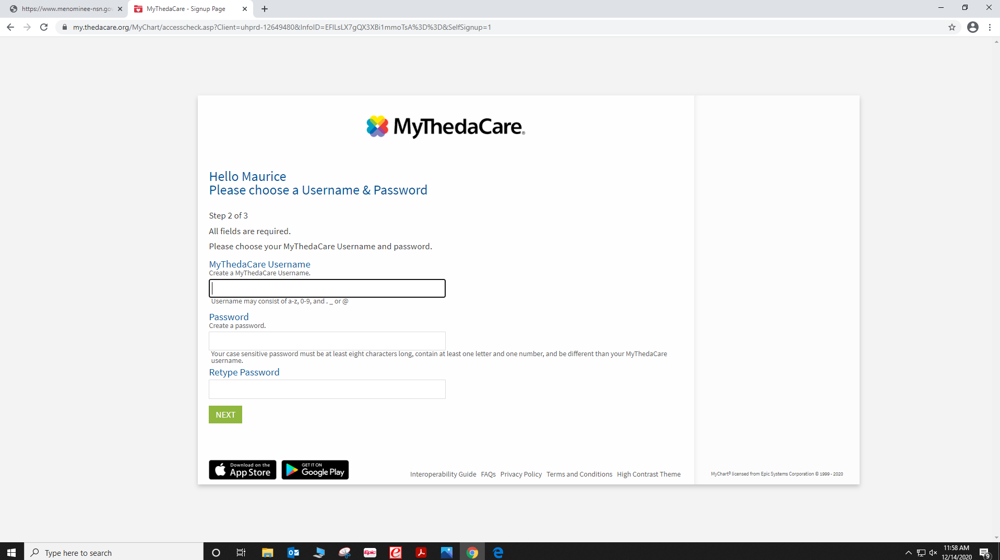 https://www.menominee-nsn.gov
MyThedaCare - Signup Page
my.thedacare.org/MyChart/accesscheck.asp?Client=uhprd-12649480&InfoID=EFILsLX7gQX3XBi1mmoTsA%3D%3D&SelfSignup=1
MyThedaCare®
Hello Maurice
Please choose a Username & Password
Step 2 of 3
All fields are required.
Please choose your MyThedaCare Username and password.
MyThedaCare Username
Create a MyThedaCare Username.
Username may consist of a-z, 0-9, and . _ or @
Password
Create a password.
Your case sensitive password must be at least eight characters long, contain at least one letter and one number, and be different than your MyThedaCare
username.
Retype Password
NEXT
Download on the
App Store
GET IT ON
Google Play
Interoperability Guide FAQs Privacy Policy Terms and Conditions High Contrast Theme
MyChart® licensed from Epic Systems Corporation © 1999 - 2020
Type here to search
Epic
11:58 AM
12/14/2020
9